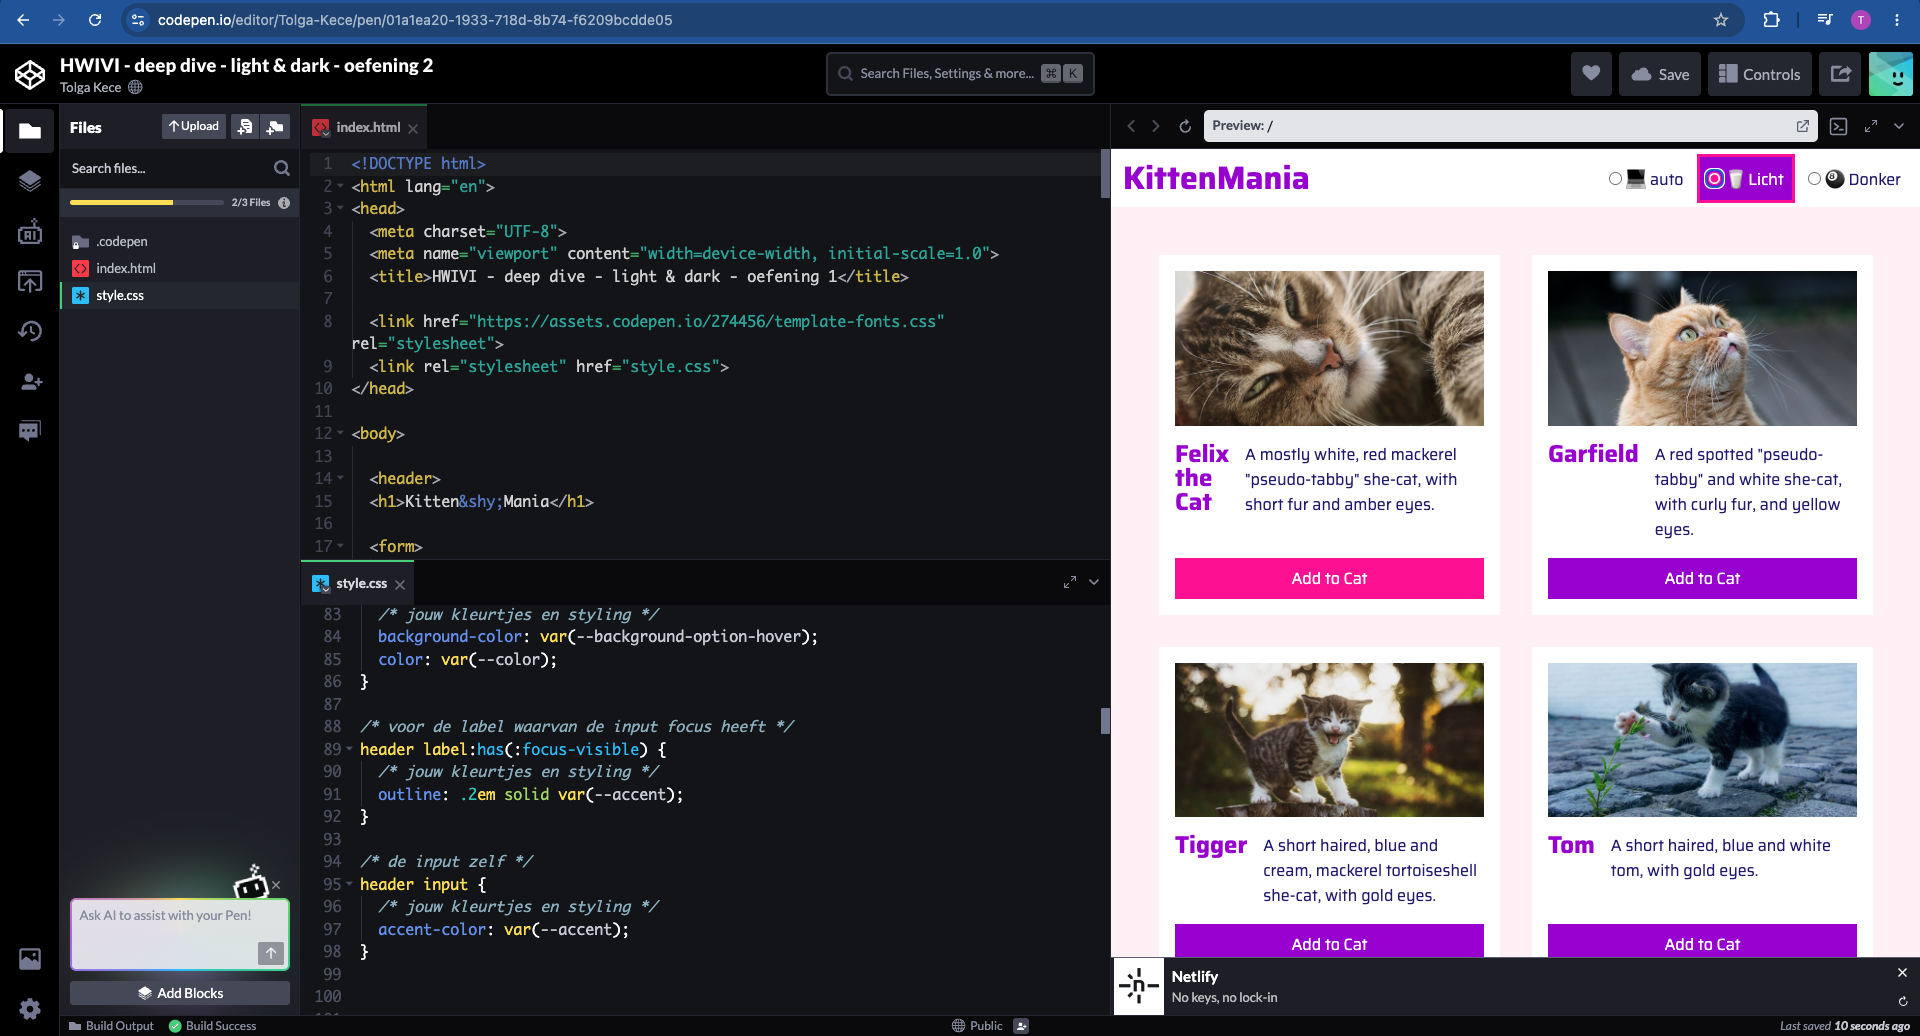 codepen.io/editor/Tolga-Kece/pen/01a1ea20-1933-718d-8b74-f6209bcdde05
T
HWIVI - deep dive - light & dark - oefening 2
Tolga Kece
Search Files, Settings & more... ⌘ K
Save
Controls
Files
Upload
Search files...
2/3 Files
.codepen
index.html
style.css
AI
Ask AI to assist with your Pen!
Add Blocks
index.html
1 <!DOCTYPE html>
2 <html lang="en">
3 <head>
4 <meta charset="UTF-8">
5 <meta name="viewport" content="width=device-width, initial-scale=1.0">
6 <title>HWIVI - deep dive - light & dark - oefening 1</title>
7
8 <link href="https://assets.codepen.io/274456/template-fonts.css"
rel="stylesheet">
9 <link rel="stylesheet" href="style.css">
10 </head>
11
12 <body>
13
14 <header>
15 <h1>Kitten&shy;Mania</h1>
16
17 <form>
style.css
83 /* jouw kleurtjes en styling */
84 background-color: var(--background-option-hover);
85 color: var(--color);
86 }
87
88 /* voor de label waarvan de input focus heeft */
89 header label:has(:focus-visible) {
90 /* jouw kleurtjes en styling */
91 outline: .2em solid var(--accent);
92 }
93
94 /* de input zelf */
95 header input {
96 /* jouw kleurtjes en styling */
97 accent-color: var(--accent);
98 }
99
100
Preview: /
KittenMania
auto
Licht
Donker
Felix
the
Cat
A mostly white, red mackerel
"pseudo-tabby" she-cat, with
short fur and amber eyes.
Add to Cat
Garfield
A red spotted "pseudo-
tabby" and white she-cat,
with curly fur, and yellow
eyes.
Add to Cat
Tigger
A short haired, blue and
cream, mackerel tortoiseshell
she-cat, with gold eyes.
Add to Cat
Tom
A short haired, blue and white
tom, with gold eyes.
Add to Cat
n
Netlify
No keys, no lock-in
Build Output
Build Success
Public
Last saved 10 seconds ago